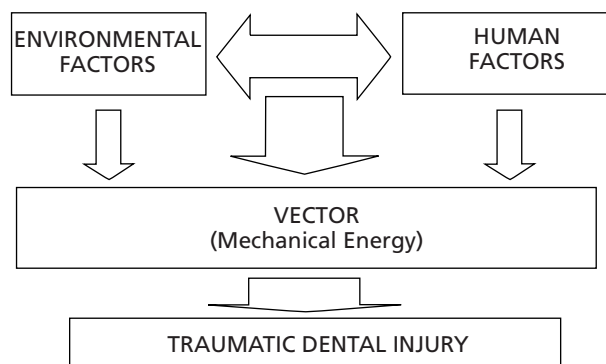 ENVIRONMENTAL
FACTORS
HUMAN
FACTORS
VECTOR
(Mechanical Energy)
TRAUMATIC DENTAL INJURY